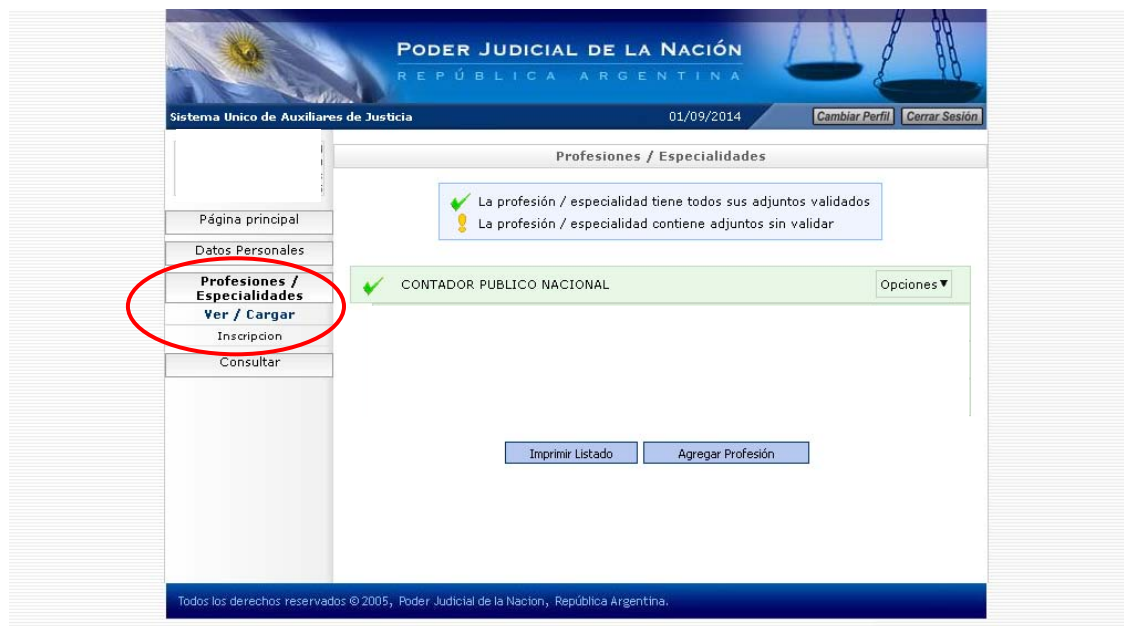 PODER JUDICIAL DE LA NACIÓN
REPÚBLICA ARGENTINA
Sistema Unico de Auxiliares de Justicia 01/09/2014 Cambiar Perfil Cerrar Sesión
Profesiones / Especialidades
La profesión / especialidad tiene todos sus adjuntos validados
La profesión / especialidad contiene adjuntos sin validar
Página principal
Datos Personales
Profesiones /
Especialidades
Ver / Cargar
Inscripcion
Consultar
CONTADOR PUBLICO NACIONAL Opciones▼
Imprimir Listado Agregar Profesión
Todos los derechos reservados © 2005, Poder Judicial de la Nacion, República Argentina.